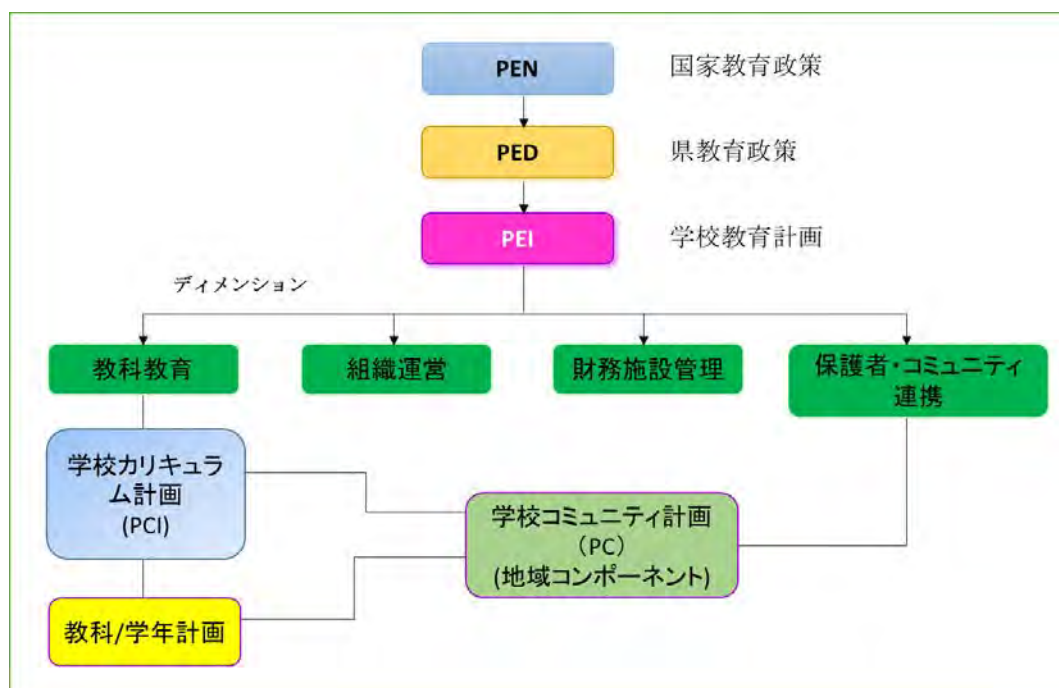 PEN
国家教育政策
PED
県教育政策
PEI
学校教育計画
ディメンション
教科教育
組織運営
財務施設管理
保護者・コミュニティ
連携
学校カリキュラ
ム計画
(PCI)
学校コミュニティ計画
（PC）
(地域コンポーネント)
教科/学年計画